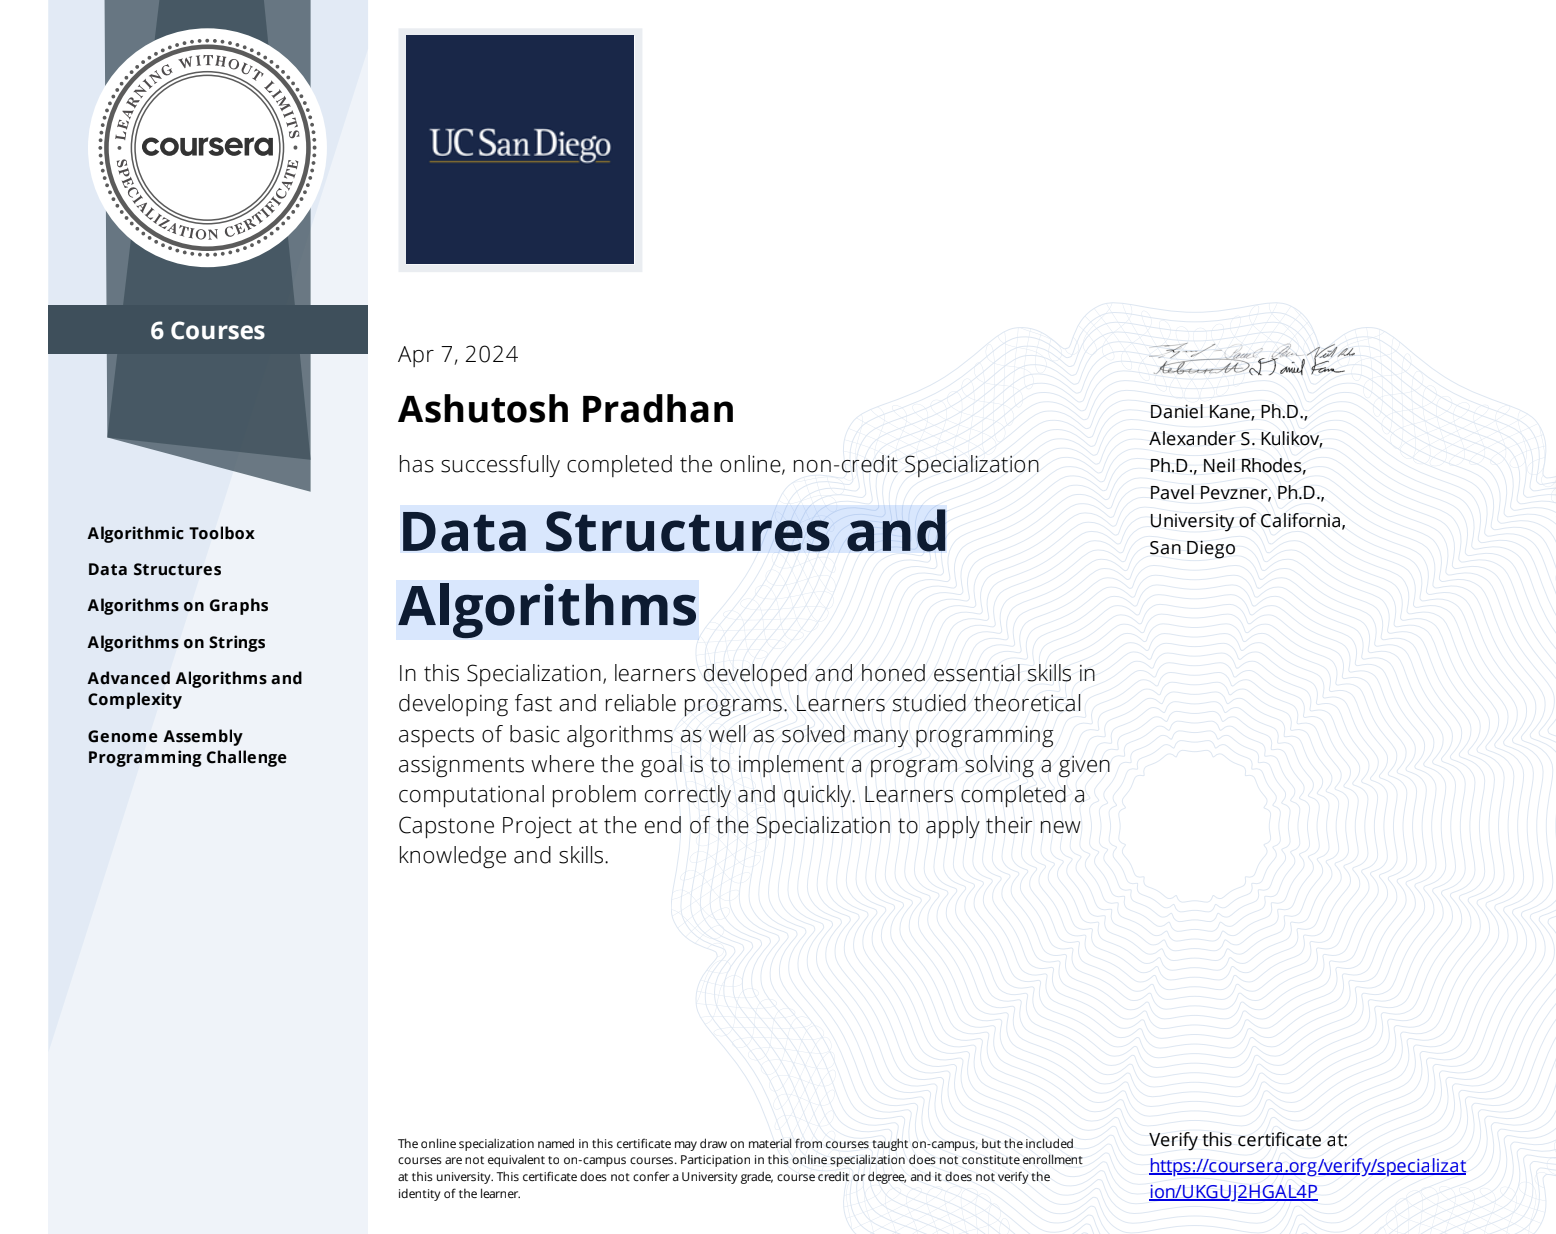 LEARNING WITHOUT LIMITS
coursera
SPECIALIZATION CERTIFICATE
6 Courses
Algorithmic Toolbox
Data Structures
Algorithms on Graphs
Algorithms on Strings
Advanced Algorithms and
Complexity
Genome Assembly
Programming Challenge
UC San Diego
Apr 7, 2024
Ashutosh Pradhan
has successfully completed the online, non-credit Specialization
Data Structures and
Algorithms
In this Specialization, learners developed and honed essential skills in
developing fast and reliable programs. Learners studied theoretical
aspects of basic algorithms as well as solved many programming
assignments where the goal is to implement a program solving a given
computational problem correctly and quickly. Learners completed a
Capstone Project at the end of the Specialization to apply their new
knowledge and skills.
Daniel Kane, Ph.D.,
Alexander S. Kulikov,
Ph.D., Neil Rhodes,
Pavel Pevzner, Ph.D.,
University of California,
San Diego
The online specialization named in this certificate may draw on material from courses taught on-campus, but the included
courses are not equivalent to on-campus courses. Participation in this online specialization does not constitute enrollment
at this university. This certificate does not confer a University grade, course credit or degree, and it does not verify the
identity of the learner.
Verify this certificate at:
https://coursera.org/verify/specializat
ion/UKGUJ2HGAL4P